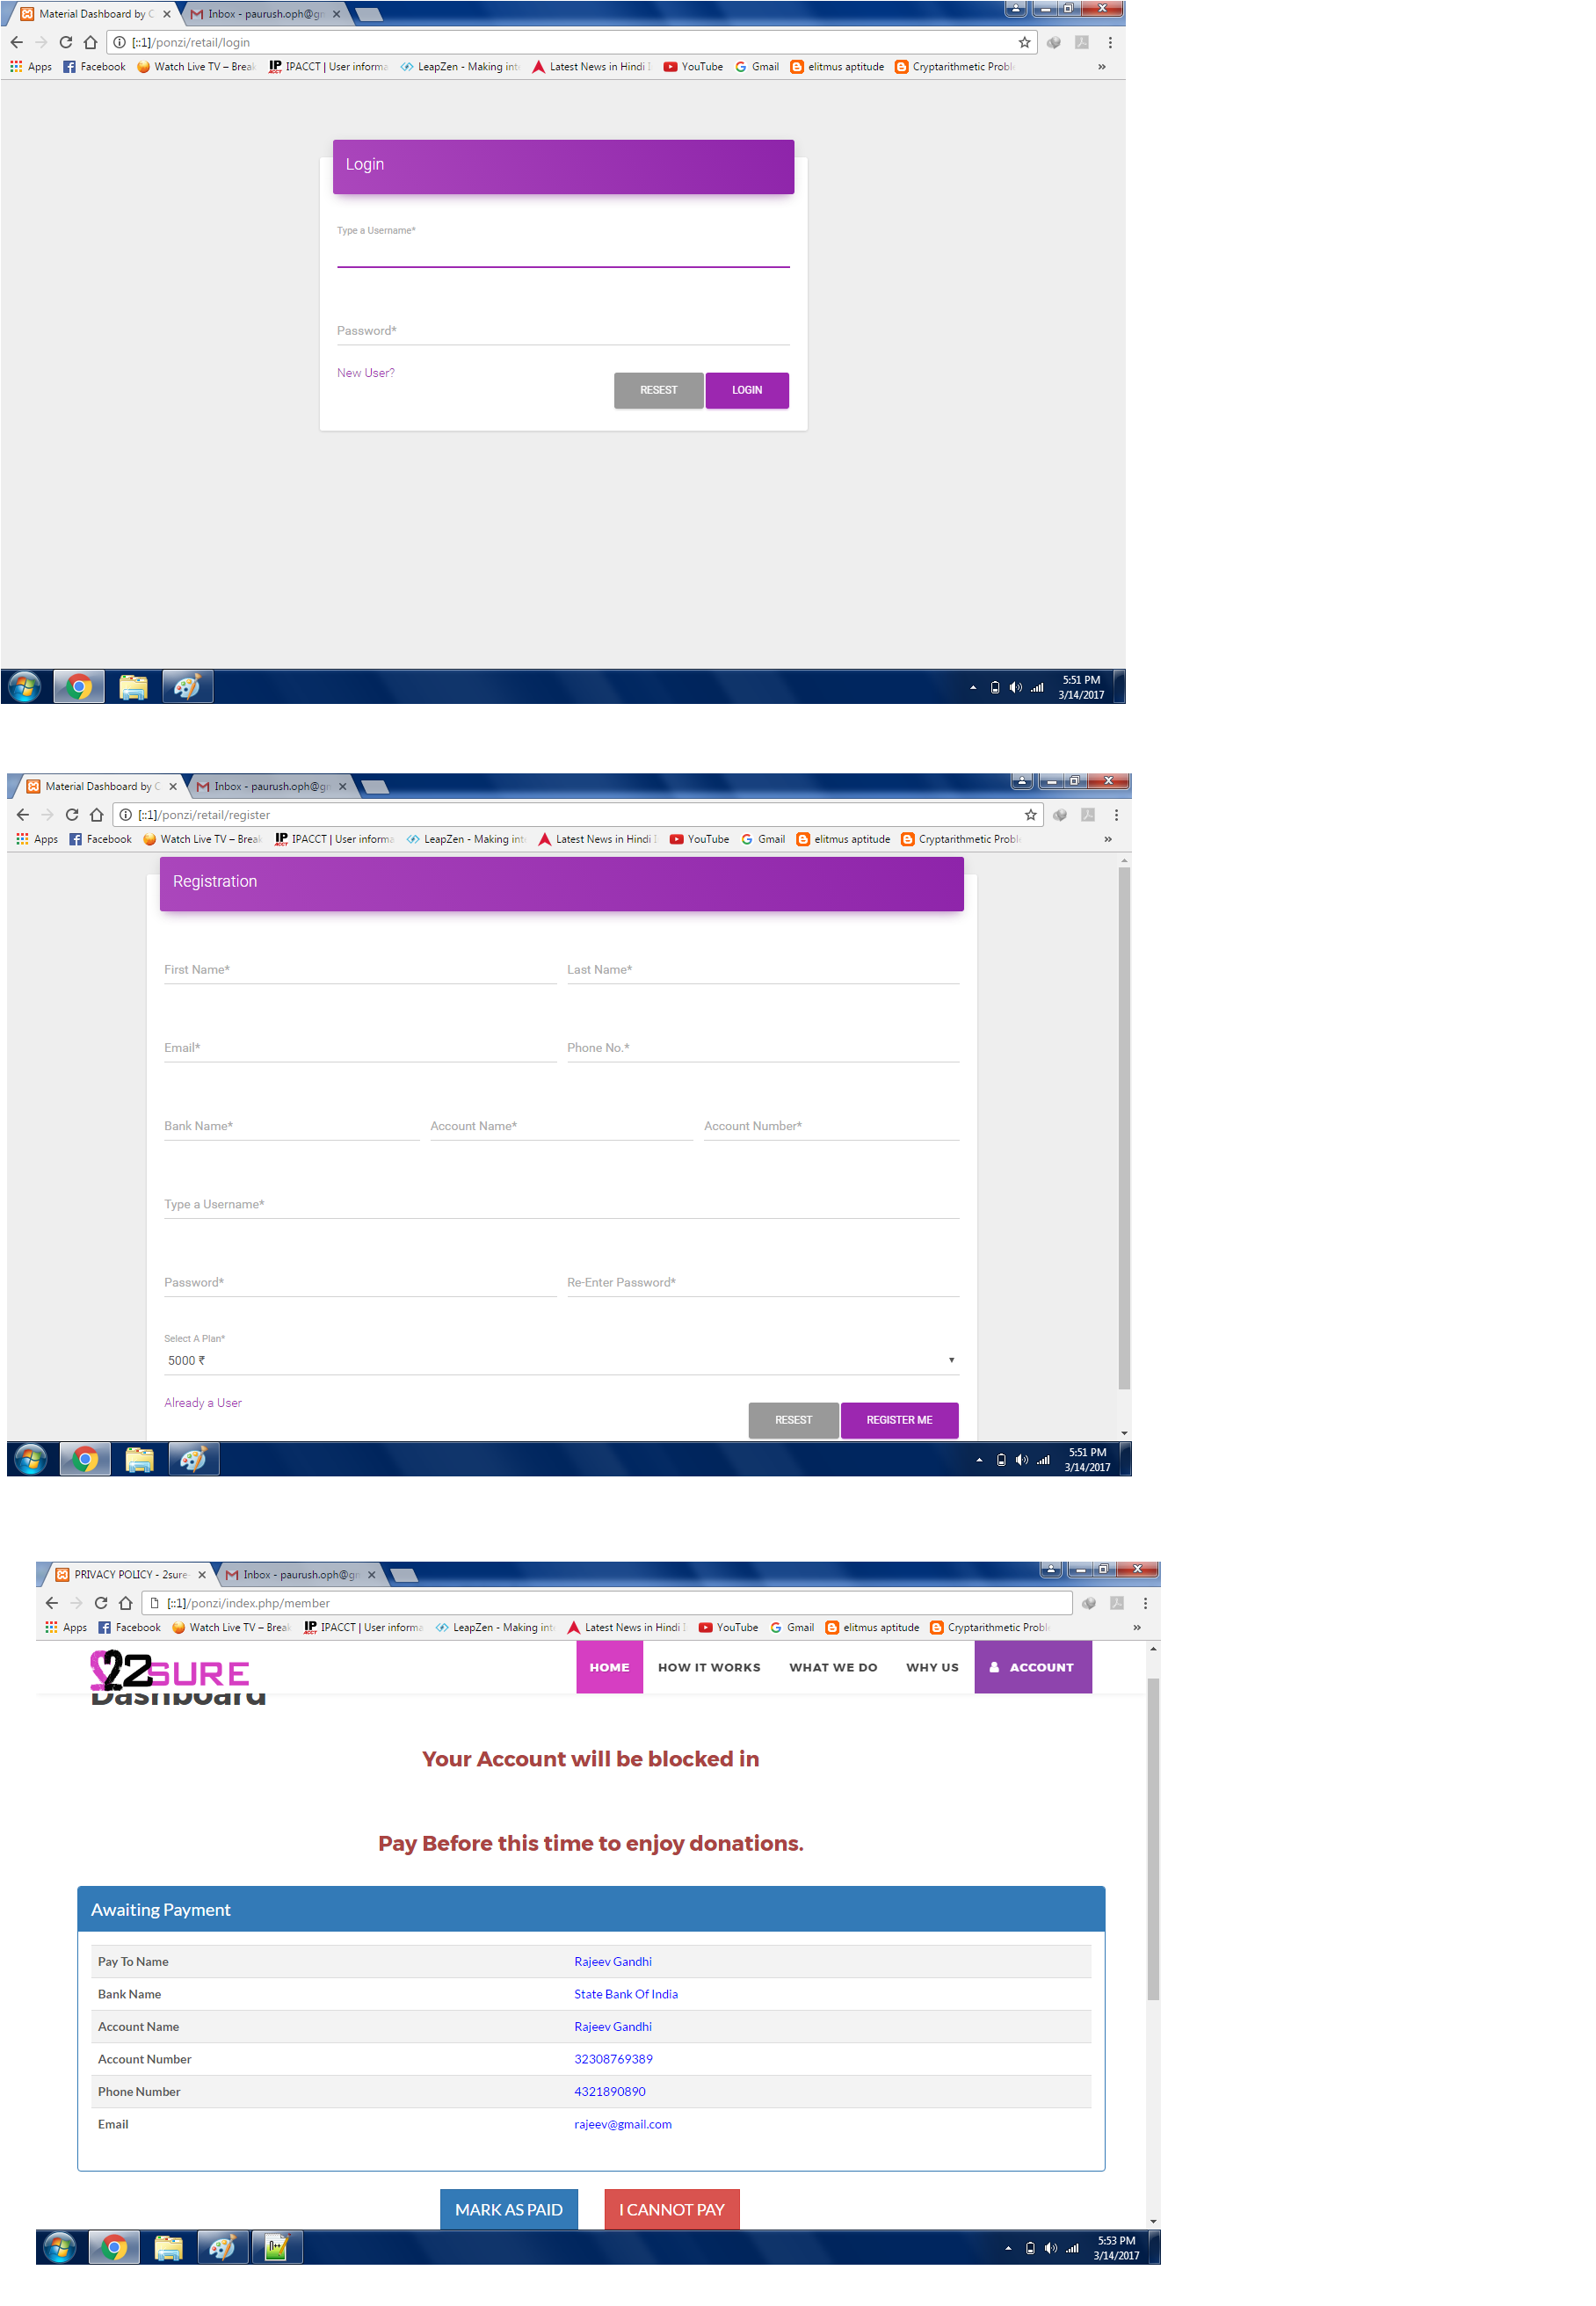 Material Dashboard by C
Inbox - paurush.oph@gm
[::1]/ponzi/retail/login
Apps Facebook Watch Live TV – Break IPACCT | User informa LeapZen - Making inte Latest News in Hindi YouTube Gmail elitmus aptitude Cryptarithmetic Proble »
Login
Type a Username*
Password*
New User?
RESEST LOGIN
5:51 PM
3/14/2017
Material Dashboard by C
Inbox - paurush.oph@gm
[::1]/ponzi/retail/register
Apps Facebook Watch Live TV – Break IPACCT | User informa LeapZen - Making inte Latest News in Hindi YouTube Gmail elitmus aptitude Cryptarithmetic Proble »
Registration
First Name* Last Name*
Email* Phone No.*
Bank Name* Account Name* Account Number*
Type a Username*
Password* Re-Enter Password*
Select A Plan*
5000 ₹
Already a User
RESEST REGISTER ME
5:51 PM
3/14/2017
PRIVACY POLICY - 2sure-
Inbox - paurush.oph@gm
[::1]/ponzi/index.php/member
Apps Facebook Watch Live TV – Break IPACCT | User informa LeapZen - Making inte Latest News in Hindi YouTube Gmail elitmus aptitude Cryptarithmetic Proble »
22SURE HOME HOW IT WORKS WHAT WE DO WHY US ACCOUNT
Dashboard
Your Account will be blocked in
Pay Before this time to enjoy donations.
Awaiting Payment
Pay To Name Rajeev Gandhi
Bank Name State Bank Of India
Account Name Rajeev Gandhi
Account Number 32308769389
Phone Number 4321890890
Email rajeev@gmail.com
MARK AS PAID I CANNOT PAY
5:53 PM
3/14/2017